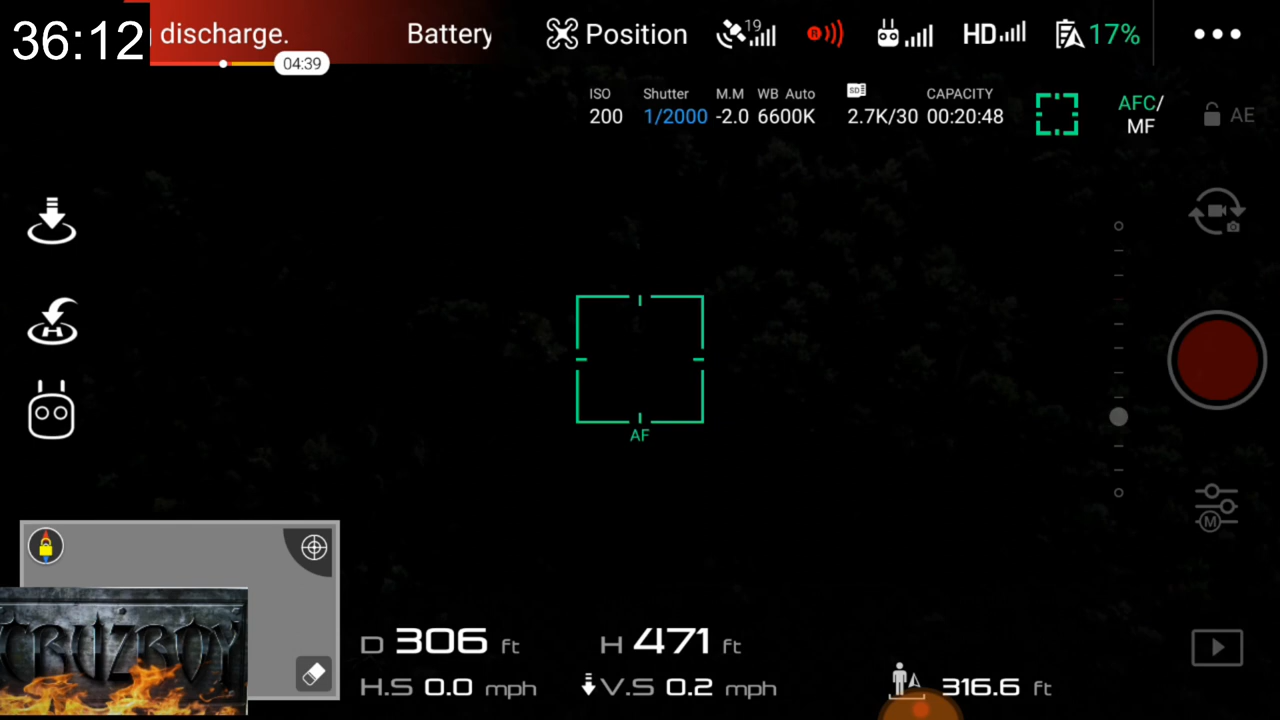 36:12
discharge. Battery
04:39
Position
19
R
HD
17%
ISO Shutter M.M WB Auto SD CAPACITY
200 1/2000 -2.0 6600K 2.7K/30 00:20:48
AFC/
MF
AE
AF
M
H
CRUZBOY
D 306 ft H 471 ft
H.S 0.0 mph V.S 0.2 mph 316.6 ft